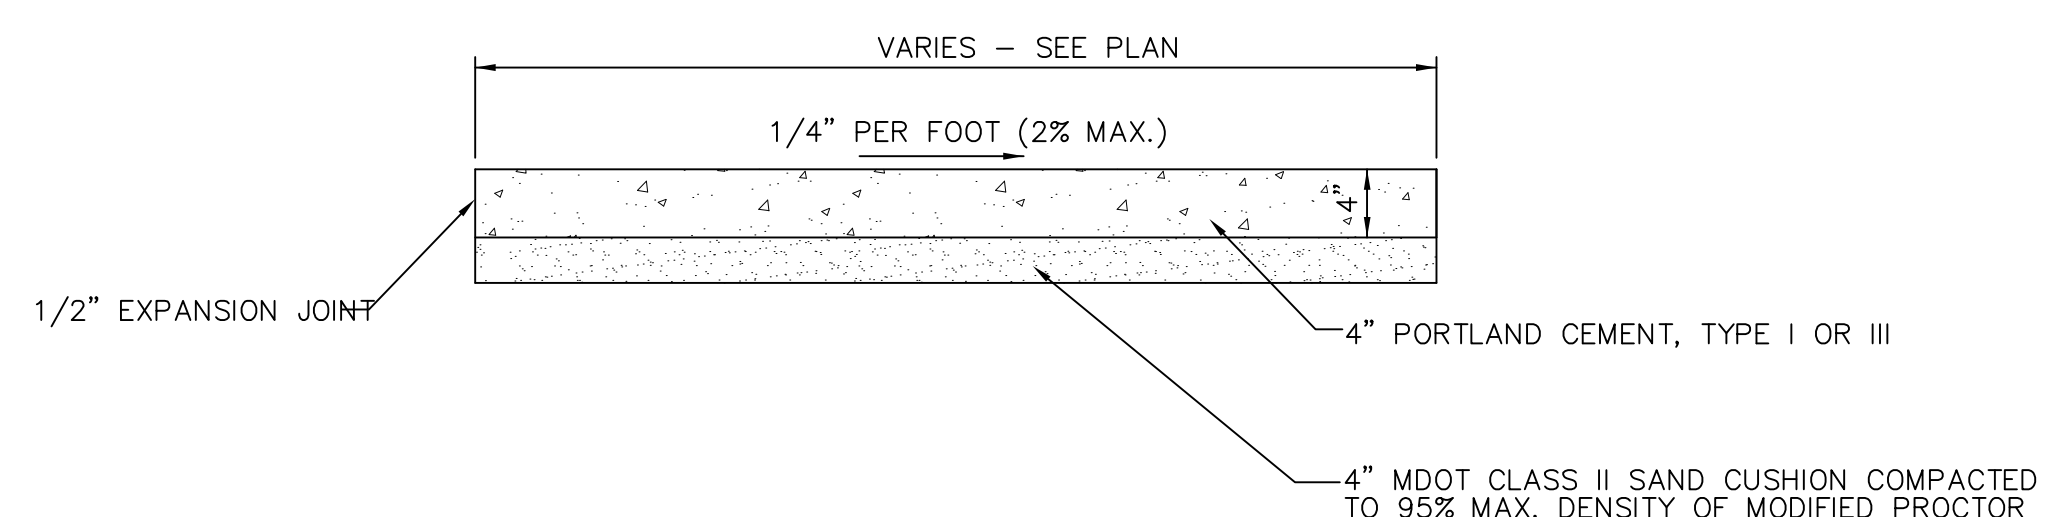 VARIES – SEE PLAN
1/4" PER FOOT (2% MAX.)
4"
1/2" EXPANSION JOINT
4" PORTLAND CEMENT, TYPE I OR III
4" MDOT CLASS II SAND CUSHION COMPACTED
TO 95% MAX. DENSITY OF MODIFIED PROCTOR